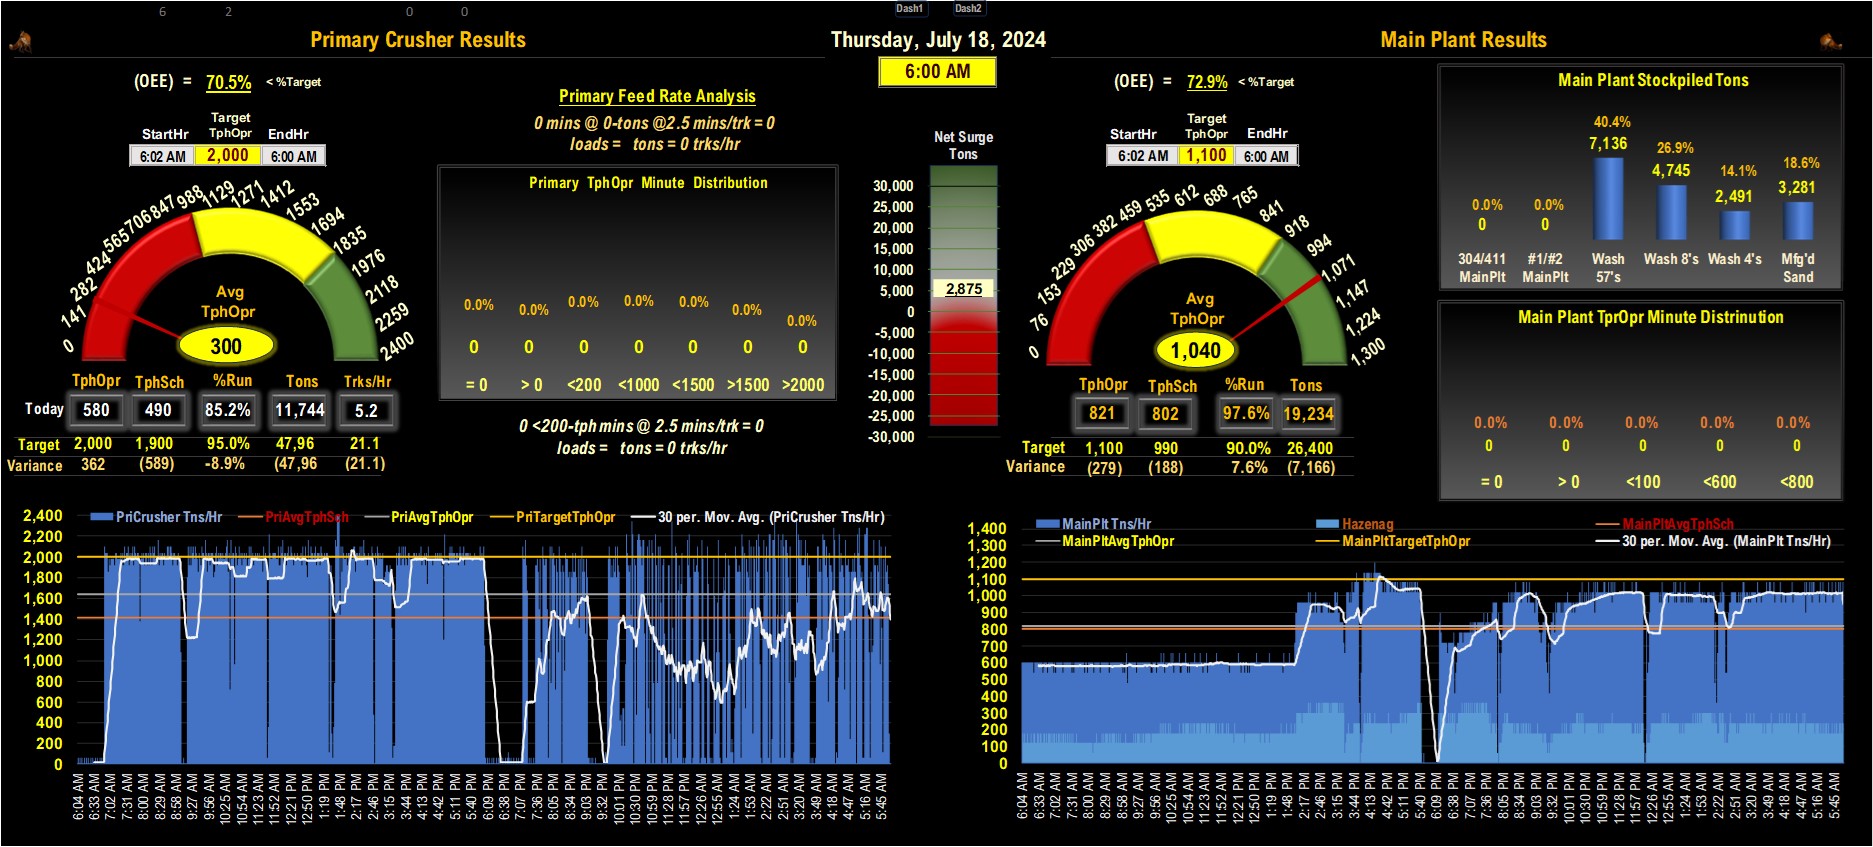 6 2 0 0 Dash1 Dash2
Primary Crusher Results
Thursday, July 18, 2024
Main Plant Results
6:00 AM
(OEE) = 70.5% < %Target
Target
StartHr TphOpr EndHr
6:02 AM 2,000 6:00 AM
0 141 282 424 565 706 847 988 1129 1271 1412 1553 1694 1835 1976 2118 2259 2400
Avg
TphOpr
300
TphOpr TphSch %Run Tons Trks/Hr
Today 580 490 85.2% 11,744 5.2
Target 2,000 1,900 95.0% 47,96 21.1
Variance 362 (589) -8.9% (47,96 (21.1)
Primary Feed Rate Analysis
0 mins @ 0-tons @2.5 mins/trk = 0
loads = tons = 0 trks/hr
Primary TphOpr Minute Distribution
0.0% 0.0% 0.0% 0.0% 0.0% 0.0% 0.0%
0 0 0 0 0 0 0
= 0 > 0 <200 <1000 <1500 >1500 >2000
0 <200-tph mins @ 2.5 mins/trk = 0
loads = tons = 0 trks/hr
Net Surge
Tons
30,000
25,000
20,000
15,000
10,000
5,000
2,875
0
-5,000
-10,000
-15,000
-20,000
-25,000
-30,000
(OEE) = 72.9% < %Target
Target
StartHr TphOpr EndHr
6:02 AM 1,100 6:00 AM
0 76 153 229 306 382 459 535 612 688 765 841 918 994 1,071 1,147 1,224 1,300
Avg
TphOpr
1,040
TphOpr TphSch %Run Tons
821 802 97.6% 19,234
Target 1,100 990 90.0% 26,400
Variance (279) (188) 7.6% (7,166)
Main Plant Stockpiled Tons
0.0% 0.0% 40.4% 26.9% 14.1% 18.6%
0 0 7,136 4,745 2,491 3,281
304/411 #1/#2 Wash Wash 8's Wash 4's Mfg'd
MainPlt MainPlt 57's Sand
Main Plant TprOpr Minute Distrinution
0.0% 0.0% 0.0% 0.0% 0.0%
0 0 0 0 0
= 0 > 0 <100 <600 <800
PriCrusher Tns/Hr PriAvgTphSch PriAvgTphOpr PriTargetTphOpr 30 per. Mov. Avg. (PriCrusher Tns/Hr)
2,400
2,200
2,000
1,800
1,600
1,400
1,200
1,000
800
600
400
200
0
6:04 AM 6:33 AM 7:02 AM 7:31 AM 8:00 AM 8:29 AM 8:58 AM 9:27 AM 9:56 AM 10:25 AM 10:54 AM 11:23 AM 11:52 AM 12:21 PM 12:50 PM 1:19 PM 1:48 PM 2:17 PM 2:46 PM 3:15 PM 3:44 PM 4:13 PM 4:42 PM 5:11 PM 5:40 PM 6:09 PM 6:38 PM 7:07 PM 7:36 PM 8:05 PM 8:34 PM 9:03 PM 9:32 PM 10:01 PM 10:30 PM 10:59 PM 11:28 PM 11:57 PM 12:26 AM 12:55 AM 1:24 AM 1:53 AM 2:22 AM 2:51 AM 3:20 AM 3:49 AM 4:18 AM 4:47 AM 5:16 AM 5:45 AM
MainPlt Tns/Hr Hazenag MainPltAvgTphSch
MainPltAvgTphOpr MainPltTargetTphOpr 30 per. Mov. Avg. (MainPlt Tns/Hr)
1,400
1,300
1,200
1,100
1,000
900
800
700
600
500
400
300
200
100
0
6:04 AM 6:33 AM 7:02 AM 7:31 AM 8:00 AM 8:29 AM 8:58 AM 9:27 AM 9:56 AM 10:25 AM 10:54 AM 11:23 AM 11:52 AM 12:21 PM 12:50 PM 1:19 PM 1:48 PM 2:17 PM 2:46 PM 3:15 PM 3:44 PM 4:13 PM 4:42 PM 5:11 PM 5:40 PM 6:09 PM 6:38 PM 7:07 PM 7:36 PM 8:05 PM 8:34 PM 9:03 PM 9:32 PM 10:01 PM 10:30 PM 10:59 PM 11:28 PM 11:57 PM 12:26 AM 12:55 AM 1:24 AM 1:53 AM 2:22 AM 2:51 AM 3:20 AM 3:49 AM 4:18 AM 4:47 AM 5:16 AM 5:45 AM